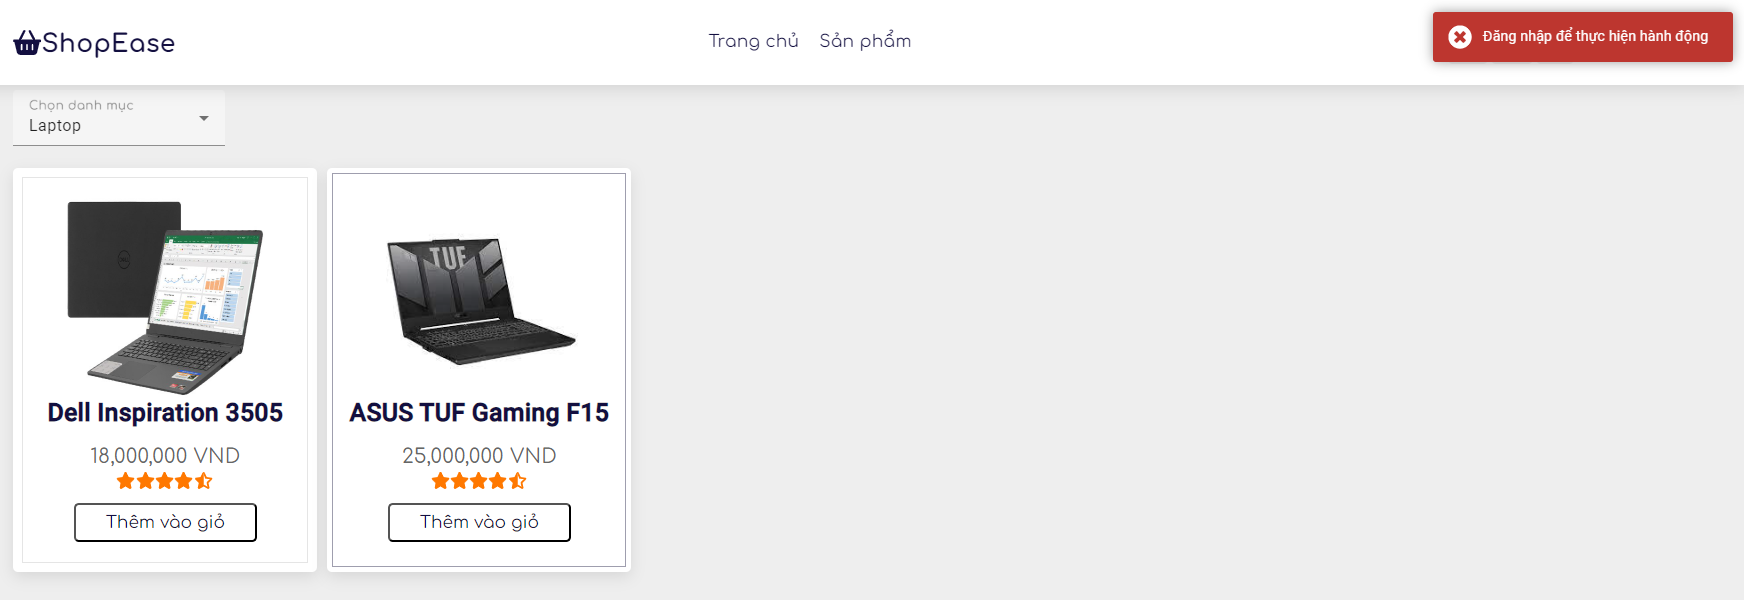 ShopEase
Trang chủ
Sản phẩm
Đăng nhập để thực hiện hành động
Chọn danh mục
Laptop
TUF
Dell Inspiration 3505
18,000,000 VND
Thêm vào giỏ
ASUS TUF Gaming F15
25,000,000 VND
Thêm vào giỏ